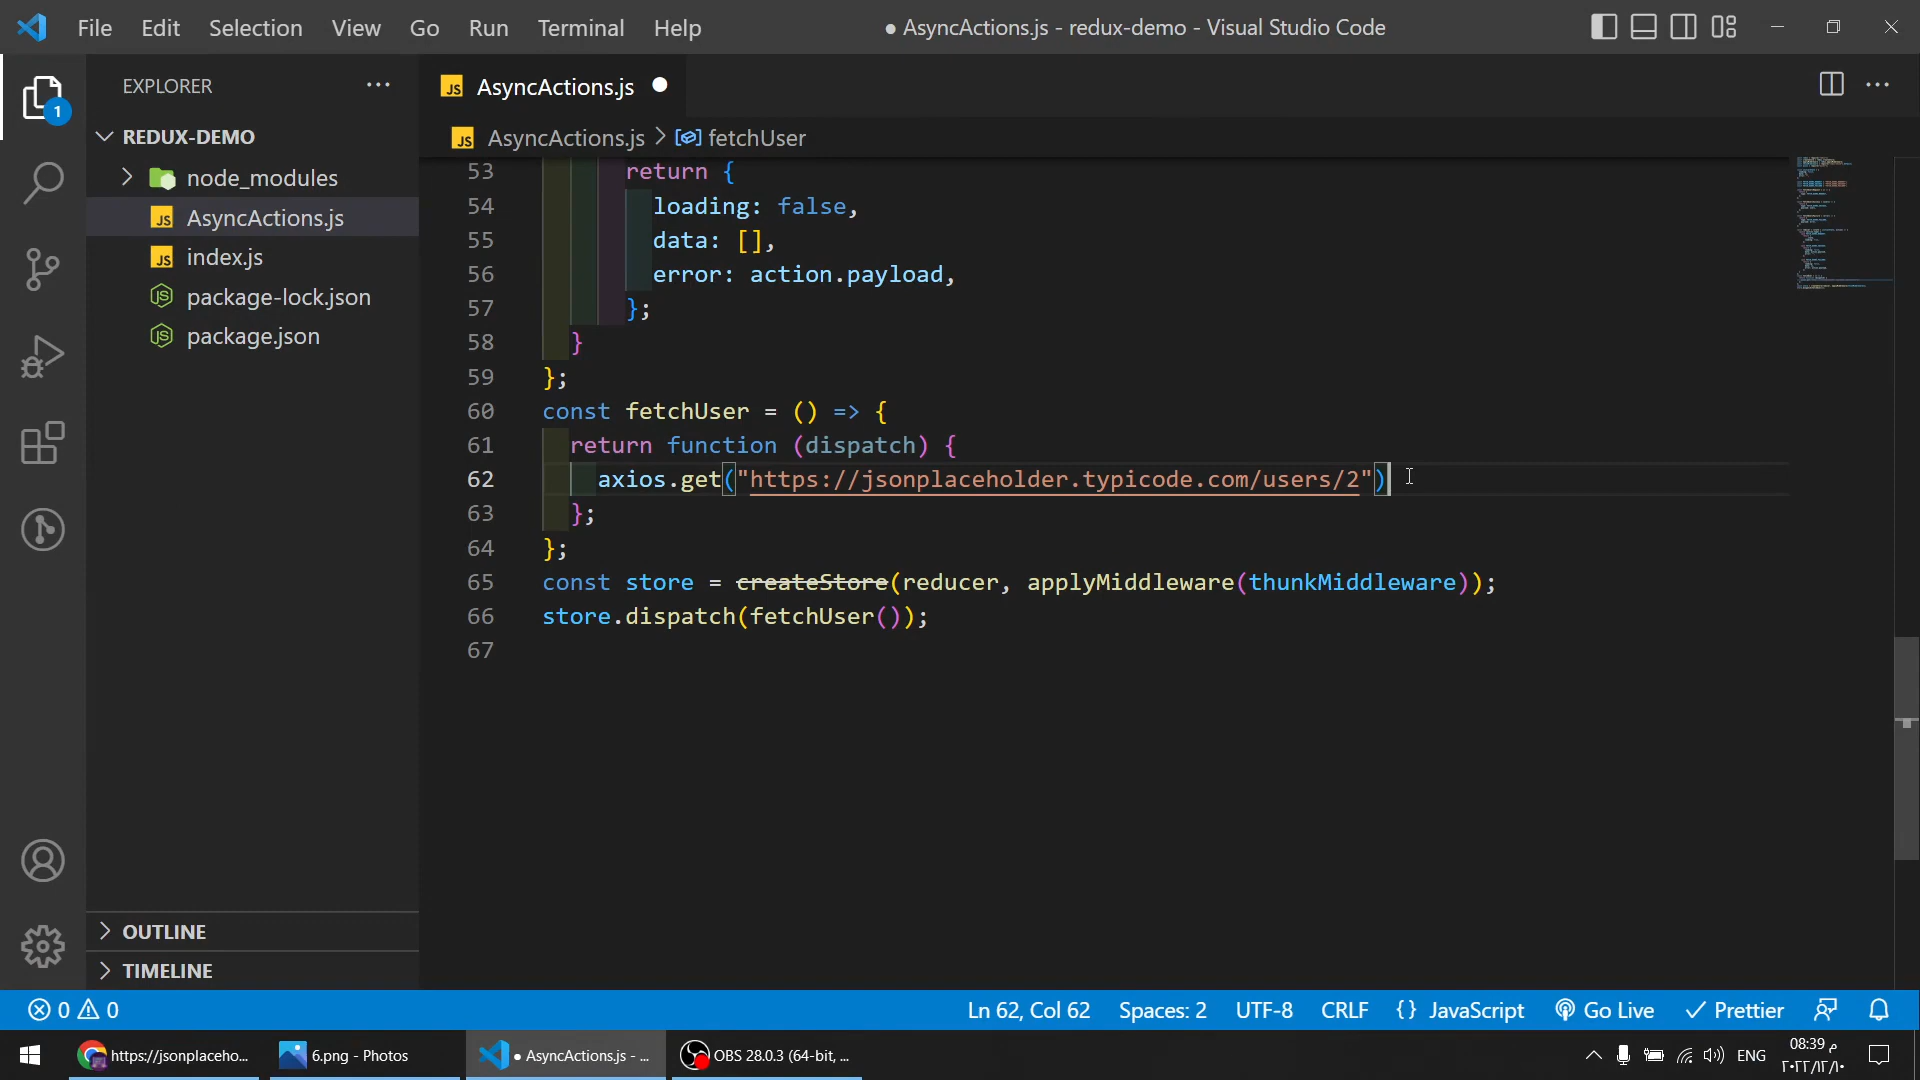 File Edit Selection View Go Run Terminal Help
● AsyncActions.js - redux-demo - Visual Studio Code
EXPLORER
1
REDUX-DEMO
node_modules
JS AsyncActions.js
JS index.js
package-lock.json
package.json
OUTLINE
TIMELINE
JS AsyncActions.js
JS AsyncActions.js > fetchUser
53 return {
54 loading: false,
55 data: [],
56 error: action.payload,
57 };
58 }
59 };
60 const fetchUser = () => {
61 return function (dispatch) {
62 axios.get("https://jsonplaceholder.typicode.com/users/2")
63 };
64 };
65 const store = createStore(reducer, applyMiddleware(thunkMiddleware));
66 store.dispatch(fetchUser());
67
0 0
Ln 62, Col 62 Spaces: 2 UTF-8 CRLF {} JavaScript Go Live Prettier
https://jsonplaceho...
6.png - Photos
● AsyncActions.js - ...
OBS 28.0.3 (64-bit, ...
ENG
08:39 م